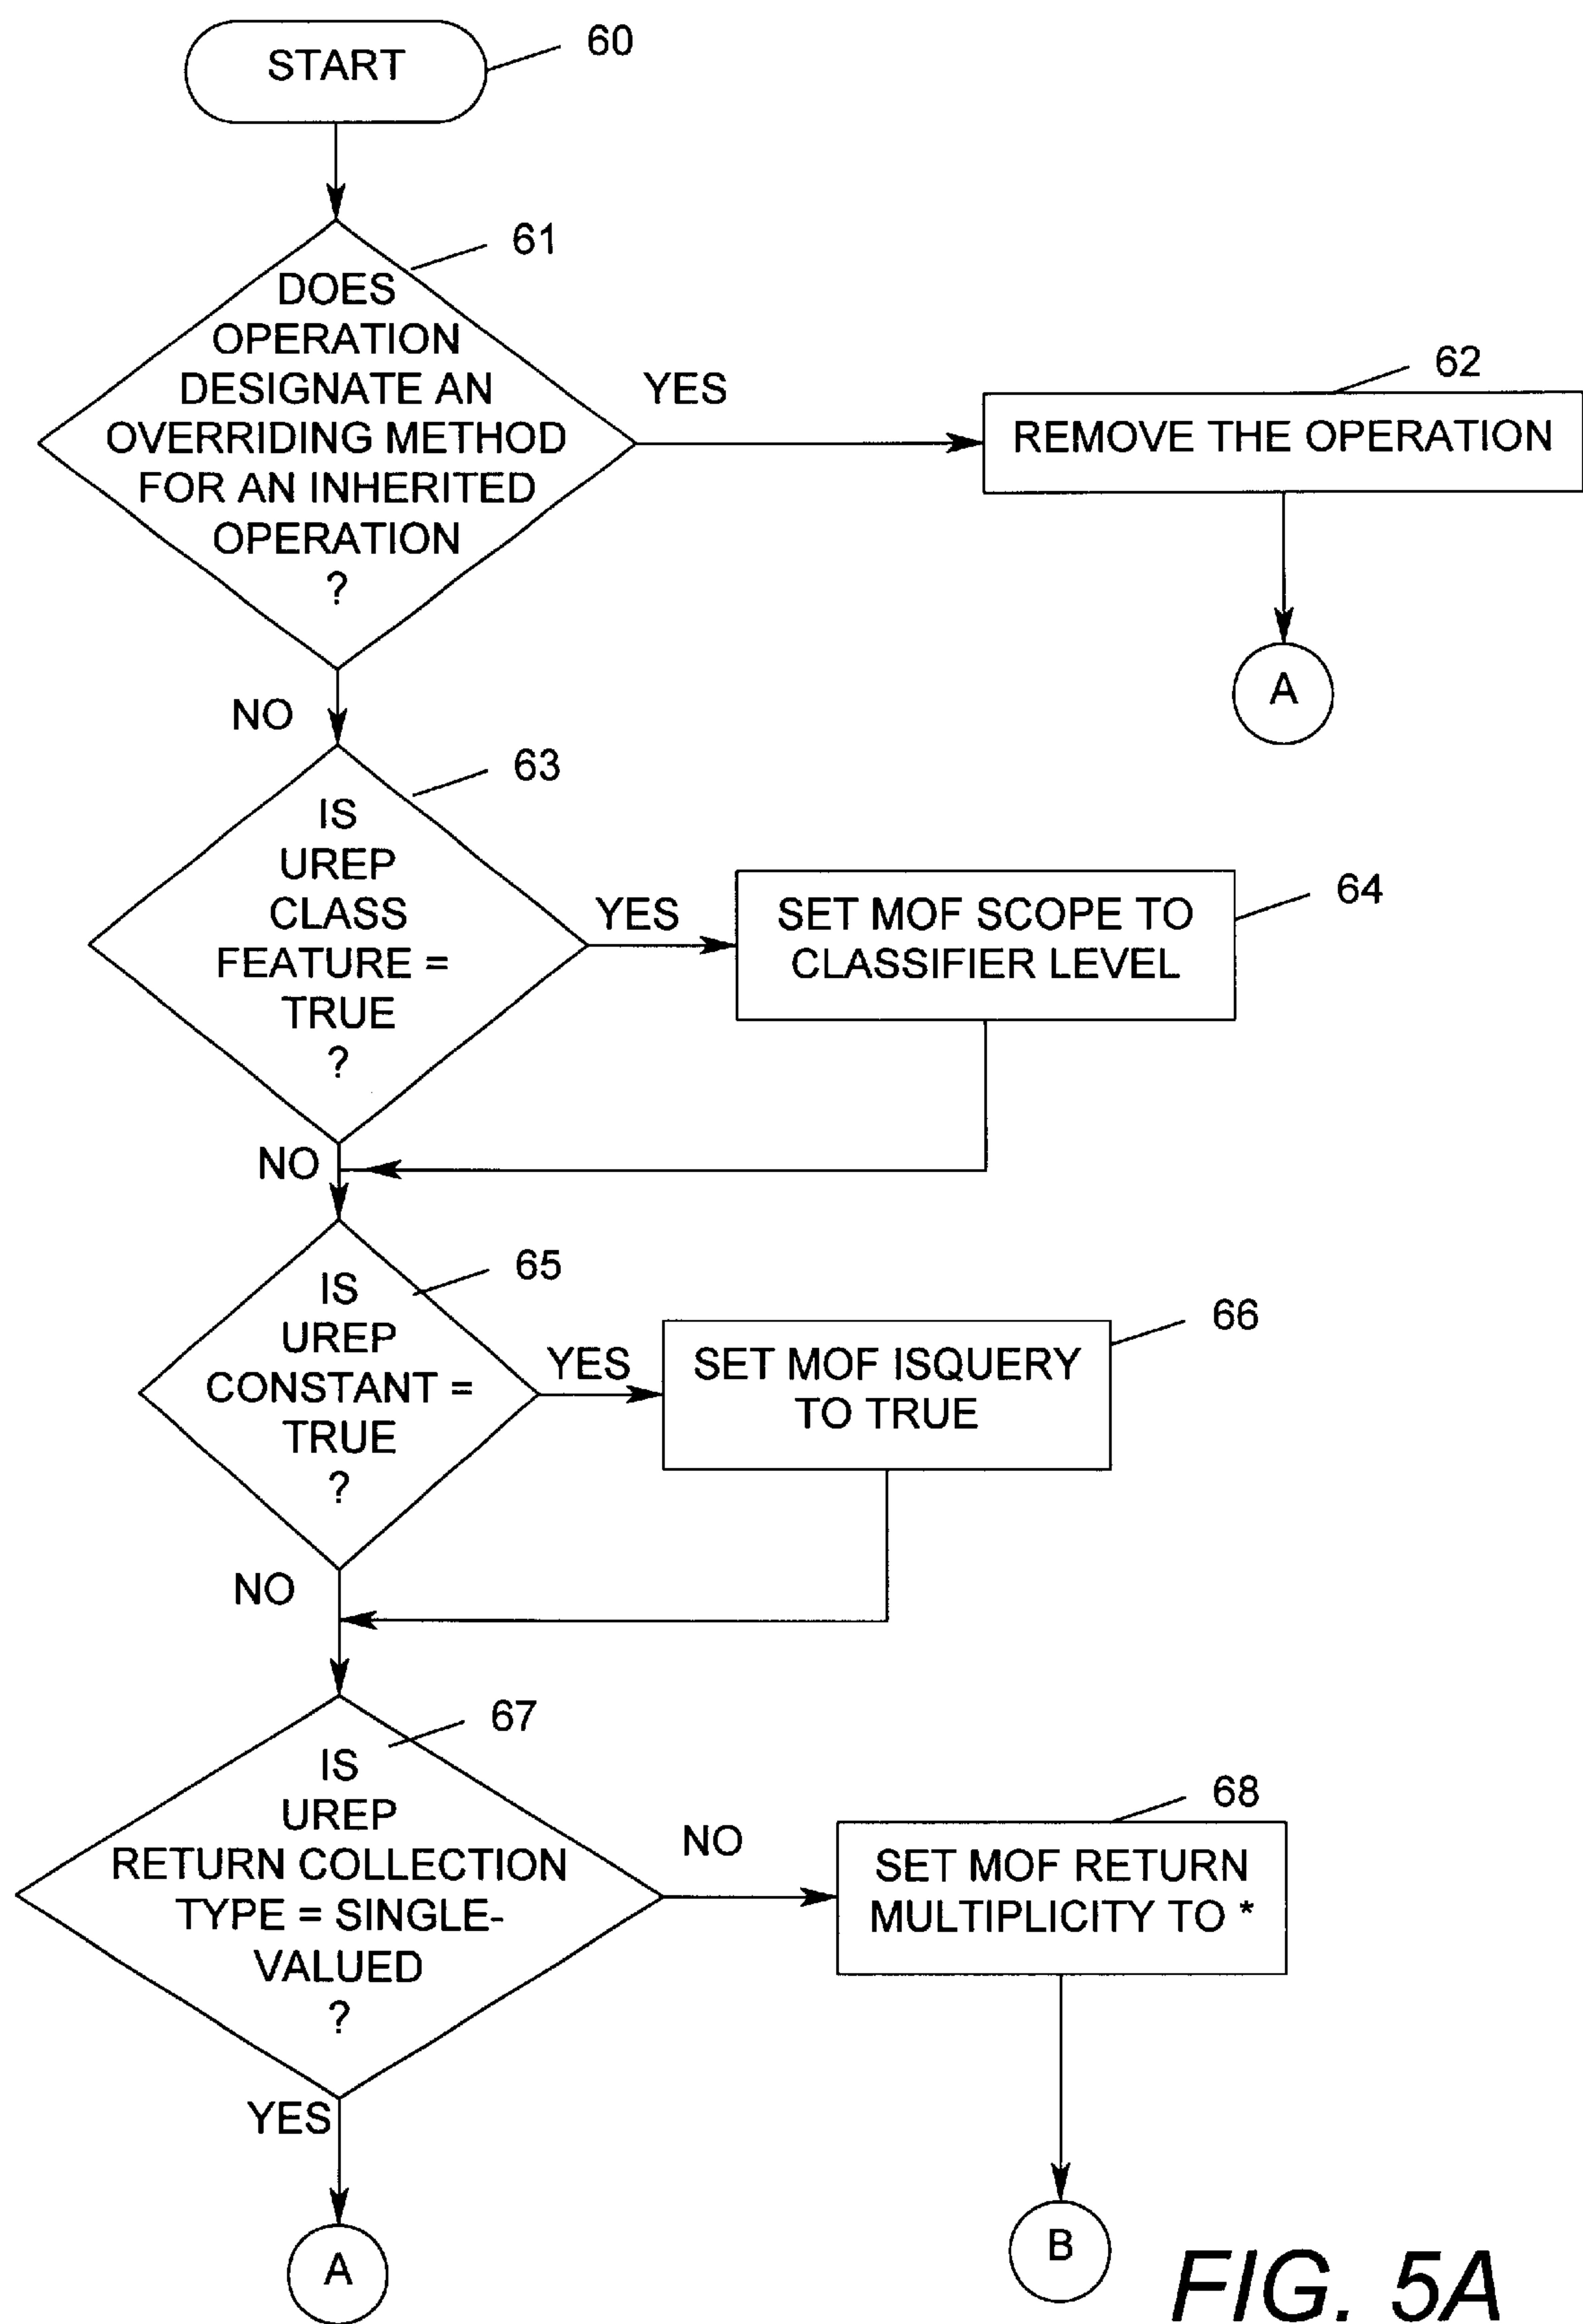 START
60
61
DOES
OPERATION
DESIGNATE AN
OVERRIDING METHOD
FOR AN INHERITED
OPERATION
?
YES
62
REMOVE THE OPERATION
A
NO
63
IS
UREP
CLASS
FEATURE =
TRUE
?
YES
64
SET MOF SCOPE TO
CLASSIFIER LEVEL
NO
65
IS
UREP
CONSTANT =
TRUE
?
YES
66
SET MOF ISQUERY
TO TRUE
NO
67
IS
UREP
RETURN COLLECTION
TYPE = SINGLE-
VALUED
?
NO
68
SET MOF RETURN
MULTIPLICITY TO *
YES
A
B
FIG. 5A